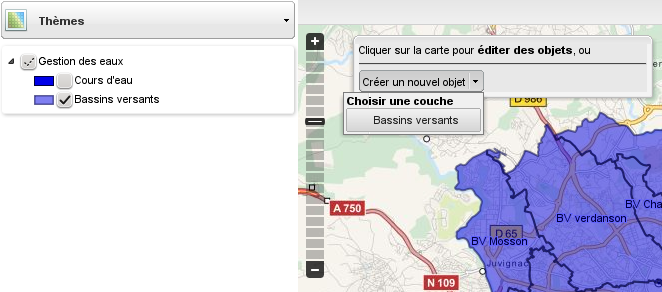 Thèmes
Gestion des eaux
Cours d'eau
Bassins versants
Cliquer sur la carte pour éditer des objets, ou
Créer un nouvel objet
Choisir une couche
Bassins versants
D 986
A 750
BV Cha
BV verdanson
D 65
BV Mosson
Juvignac
N 109